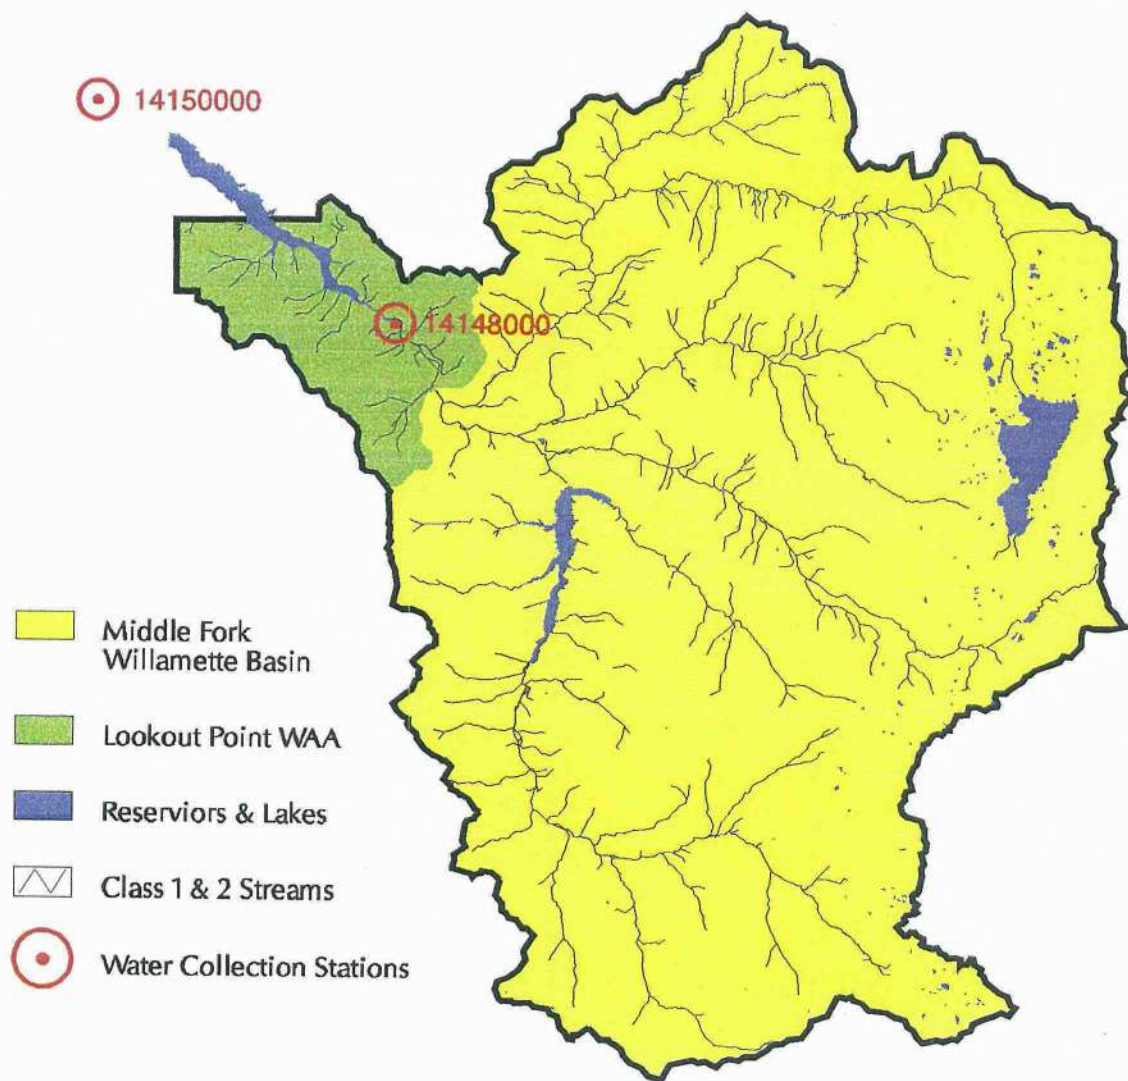 14150000
14148000
Middle Fork
Willamette Basin
Lookout Point WAA
Reserviors & Lakes
Class 1 & 2 Streams
Water Collection Stations